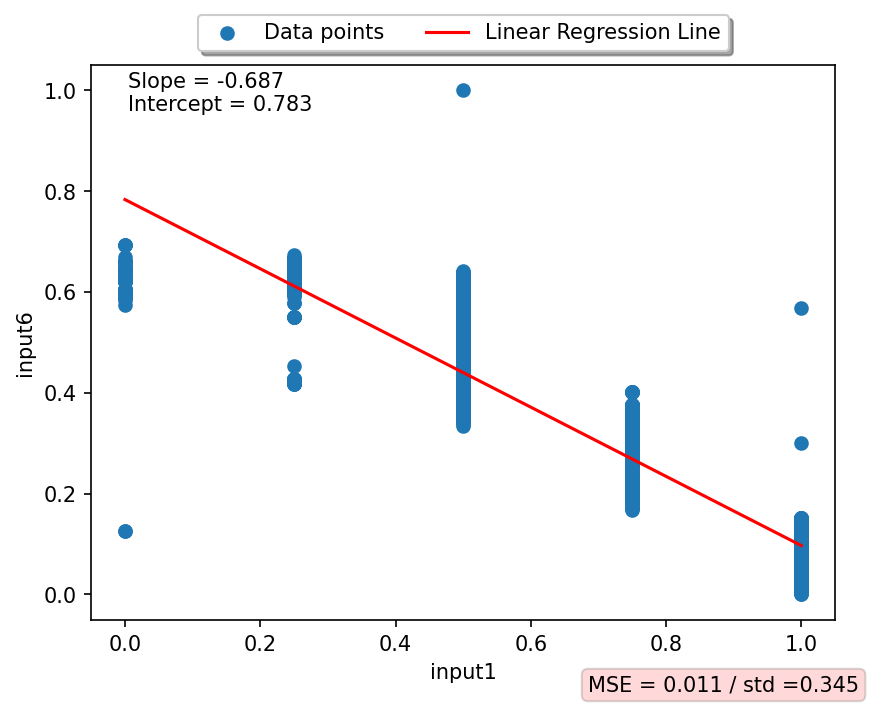 Data points
Linear Regression Line
Slope = -0.687
Intercept = 0.783
1.0
0.8
0.6
0.4
0.2
0.0
input6
0.0
0.2
0.4
0.6
0.8
1.0
input1
MSE = 0.011 / std =0.345